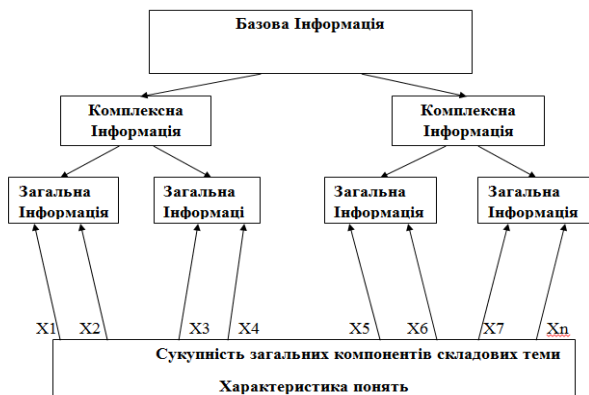 Базова Інформація
Комплексна
Інформація
Комплексна
Інформація
Загальна
Інформація
Загальна
Інформаці
Загальна
Інформація
Загальна
Інформація
X1 X2 X3 X4 X5 X6 X7 Xn
Сукупність загальних компонентів складових теми
Характеристика понять